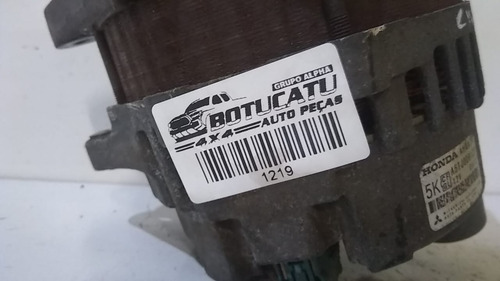 GRUPO ALPHA
BOTUCATU
4X4 AUTO PEÇAS
1219
HONDA
5K